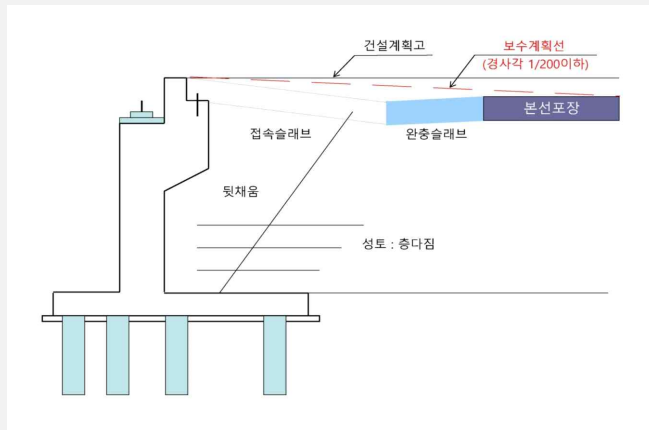 건설계획고
보수계획선
(경사각 1/200이하)
본선포장
접속슬래브
완충슬래브
뒷채움
성토 : 층다짐